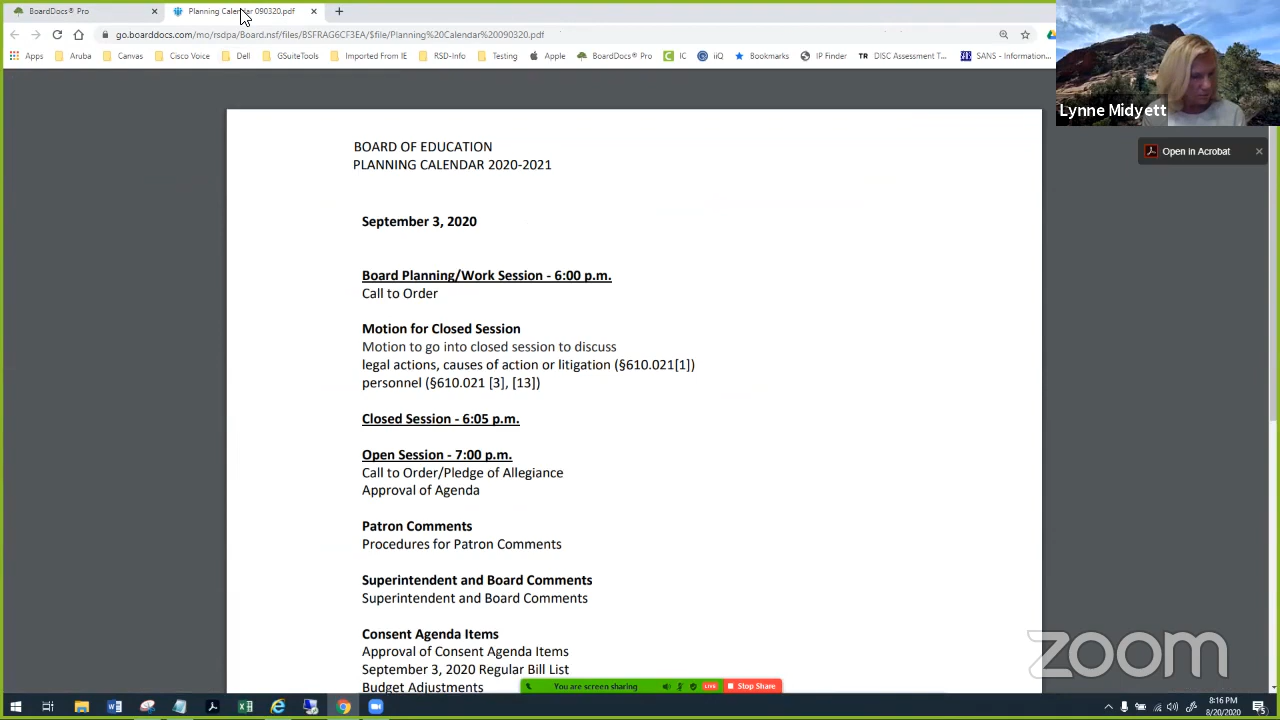 BoardDocs® Pro
Planning Calendar 090320.pdf
go.boarddocs.com/mo/rsdpa/Board.nsf/files/BSFRAG6CF3EA/$file/Planning%20Calendar%20090320.pdf
Apps
Aruba
Canvas
Cisco Voice
Dell
GSuiteTools
Imported From IE
RSD-Info
Testing
Apple
BoardDocs® Pro
IC
iiQ
Bookmarks
IP Finder
TR DISC Assessment T...
SANS - Information...
Lynne Midyett
Open in Acrobat
BOARD OF EDUCATION
PLANNING CALENDAR 2020-2021
September 3, 2020
Board Planning/Work Session - 6:00 p.m.
Call to Order
Motion for Closed Session
Motion to go into closed session to discuss
legal actions, causes of action or litigation (§610.021[1])
personnel (§610.021 [3], [13])
Closed Session - 6:05 p.m.
Open Session - 7:00 p.m.
Call to Order/Pledge of Allegiance
Approval of Agenda
Patron Comments
Procedures for Patron Comments
Superintendent and Board Comments
Superintendent and Board Comments
Consent Agenda Items
Approval of Consent Agenda Items
September 3, 2020 Regular Bill List
Budget Adjustments
zoom
You are screen sharing
LIVE
Stop Share
8:16 PM
8/20/2020